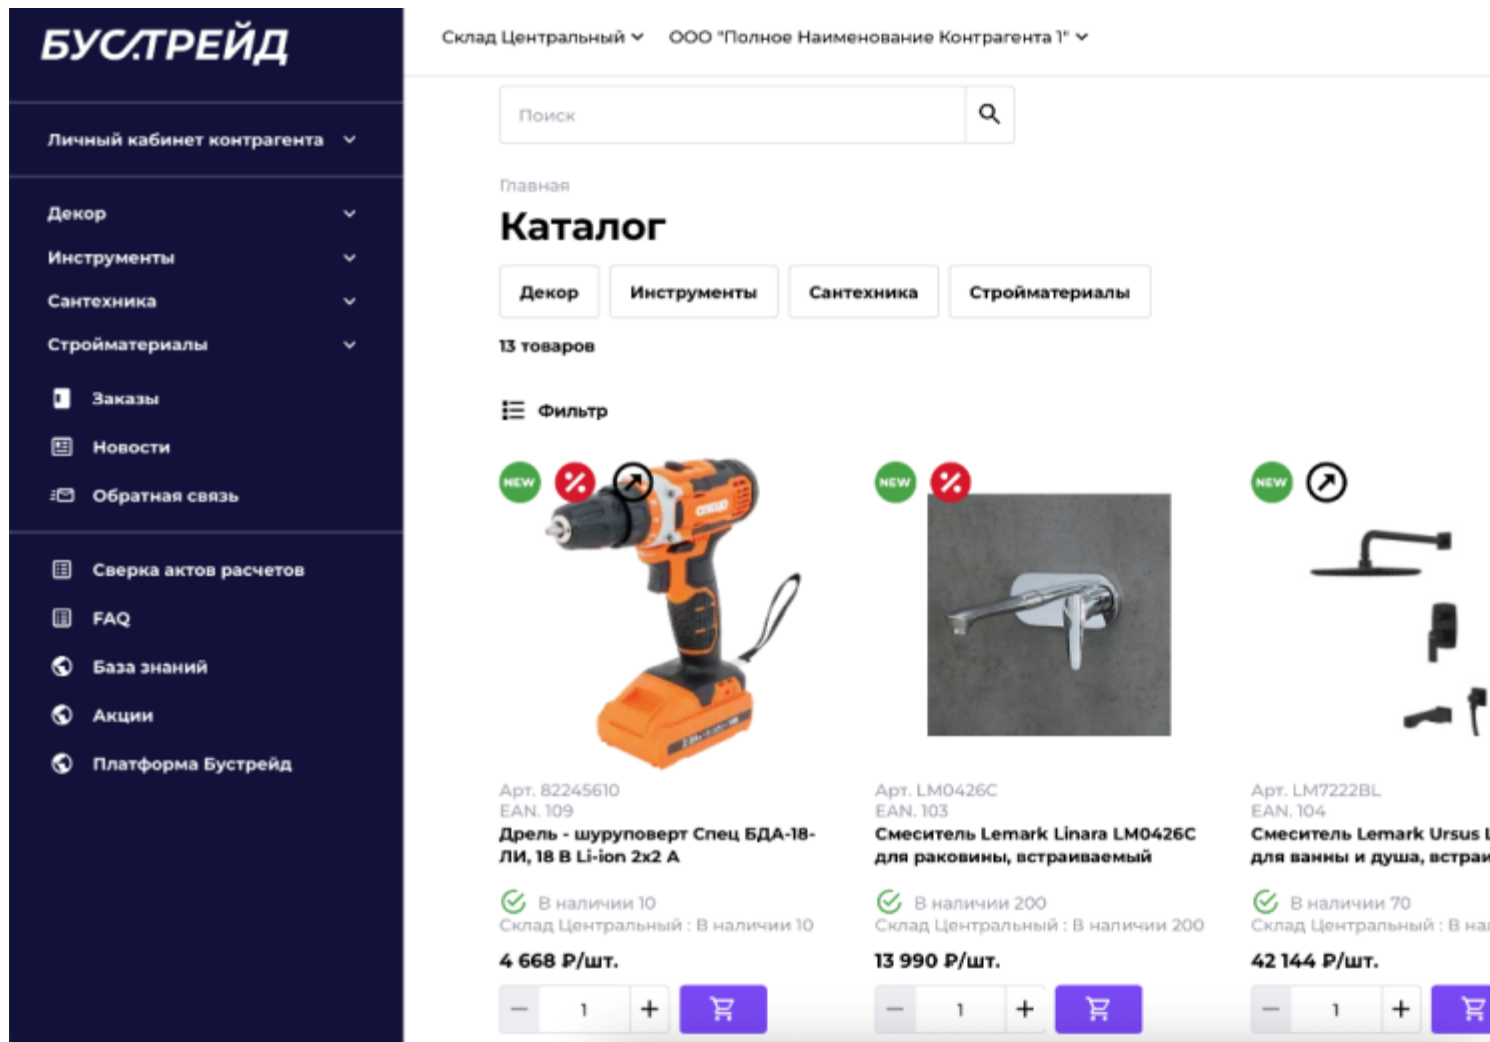 БУСТРЕЙД
Склад Центральный
ООО "Полное Наименование Контрагента 1"
Личный кабинет контрагента
Декор
Инструменты
Сантехника
Стройматериалы
Заказы
Новости
Обратная связь
Сверка актов расчетов
FAQ
База знаний
Акции
Платформа Бустрейд
Поиск
Главная
Каталог
Декор
Инструменты
Сантехника
Стройматериалы
13 товаров
Фильтр
NEW
%
спец
Арт. 82245610
EAN. 109
Дрель - шуруповерт Спец БДА-18-
ЛИ, 18 В Li-ion 2x2 А
В наличии 10
Склад Центральный : В наличии 10
4 668 ₽/шт.
1
NEW
%
Арт. LM0426C
EAN. 103
Смеситель Lemark Linara LM0426C
для раковины, встраиваемый
В наличии 200
Склад Центральный : В наличии 200
13 990 ₽/шт.
1
NEW
Арт. LM7222BL
EAN. 104
Смеситель Lemark Ursus L
для ванны и душа, встраи
В наличии 70
Склад Центральный : В на
42 144 ₽/шт.
1